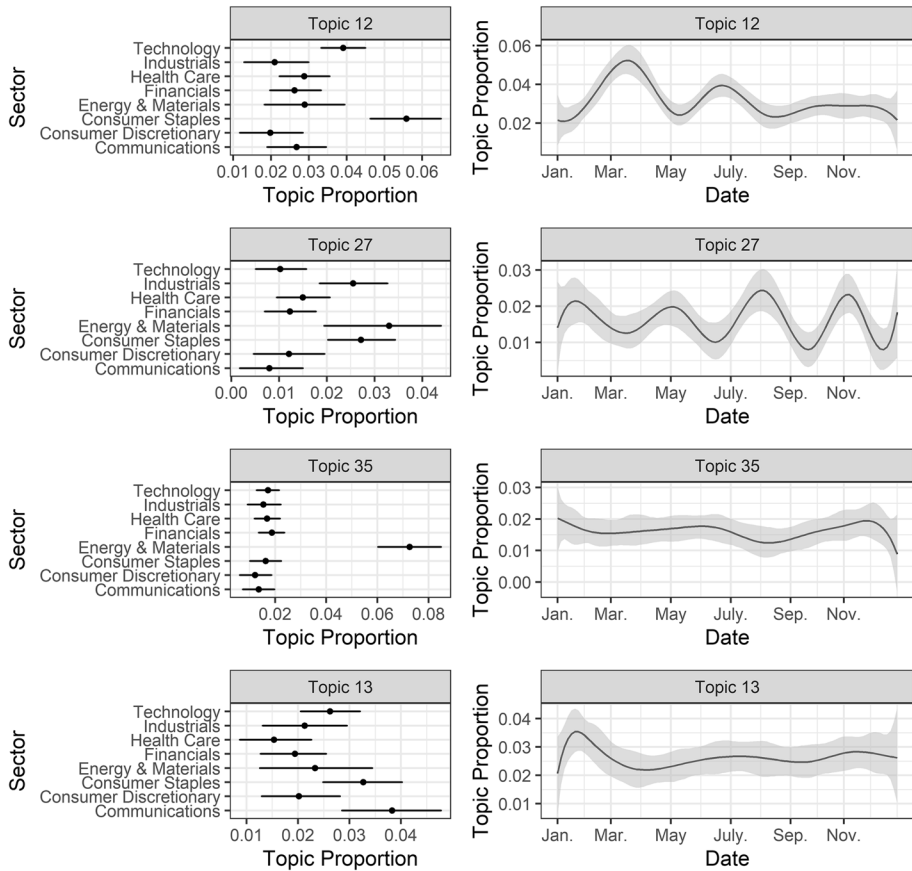 Topic 12
Sector
Technology
Industrials
Health Care
Financials
Energy & Materials
Consumer Staples
Consumer Discretionary
Communications
0.01 0.02 0.03 0.04 0.05 0.06
Topic Proportion
Topic 12
Topic Proportion
0.06
0.04
0.02
Jan. Mar. May July. Sep. Nov.
Date
Topic 27
Sector
Technology
Industrials
Health Care
Financials
Energy & Materials
Consumer Staples
Consumer Discretionary
Communications
0.00 0.01 0.02 0.03 0.04
Topic Proportion
Topic 27
Topic Proportion
0.03
0.02
0.01
Jan. Mar. May July. Sep. Nov.
Date
Topic 35
Sector
Technology
Industrials
Health Care
Financials
Energy & Materials
Consumer Staples
Consumer Discretionary
Communications
0.02 0.04 0.06 0.08
Topic Proportion
Topic 35
Topic Proportion
0.03
0.02
0.01
0.00
Jan. Mar. May July. Sep. Nov.
Date
Topic 13
Sector
Technology
Industrials
Health Care
Financials
Energy & Materials
Consumer Staples
Consumer Discretionary
Communications
0.01 0.02 0.03 0.04
Topic Proportion
Topic 13
Topic Proportion
0.04
0.03
0.02
0.01
Jan. Mar. May July. Sep. Nov.
Date